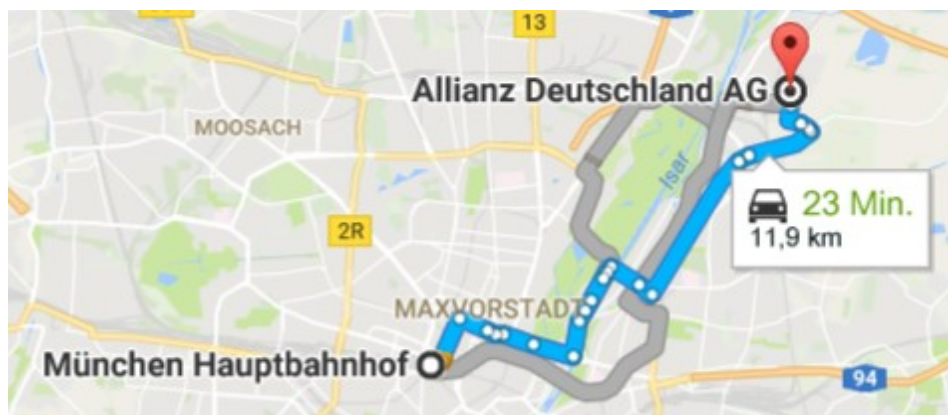 13
Allianz Deutschland AG
MOOSACH
Isar
23 Min.
11,9 km
2R
MAXVORSTADT
München Hauptbahnhof
94